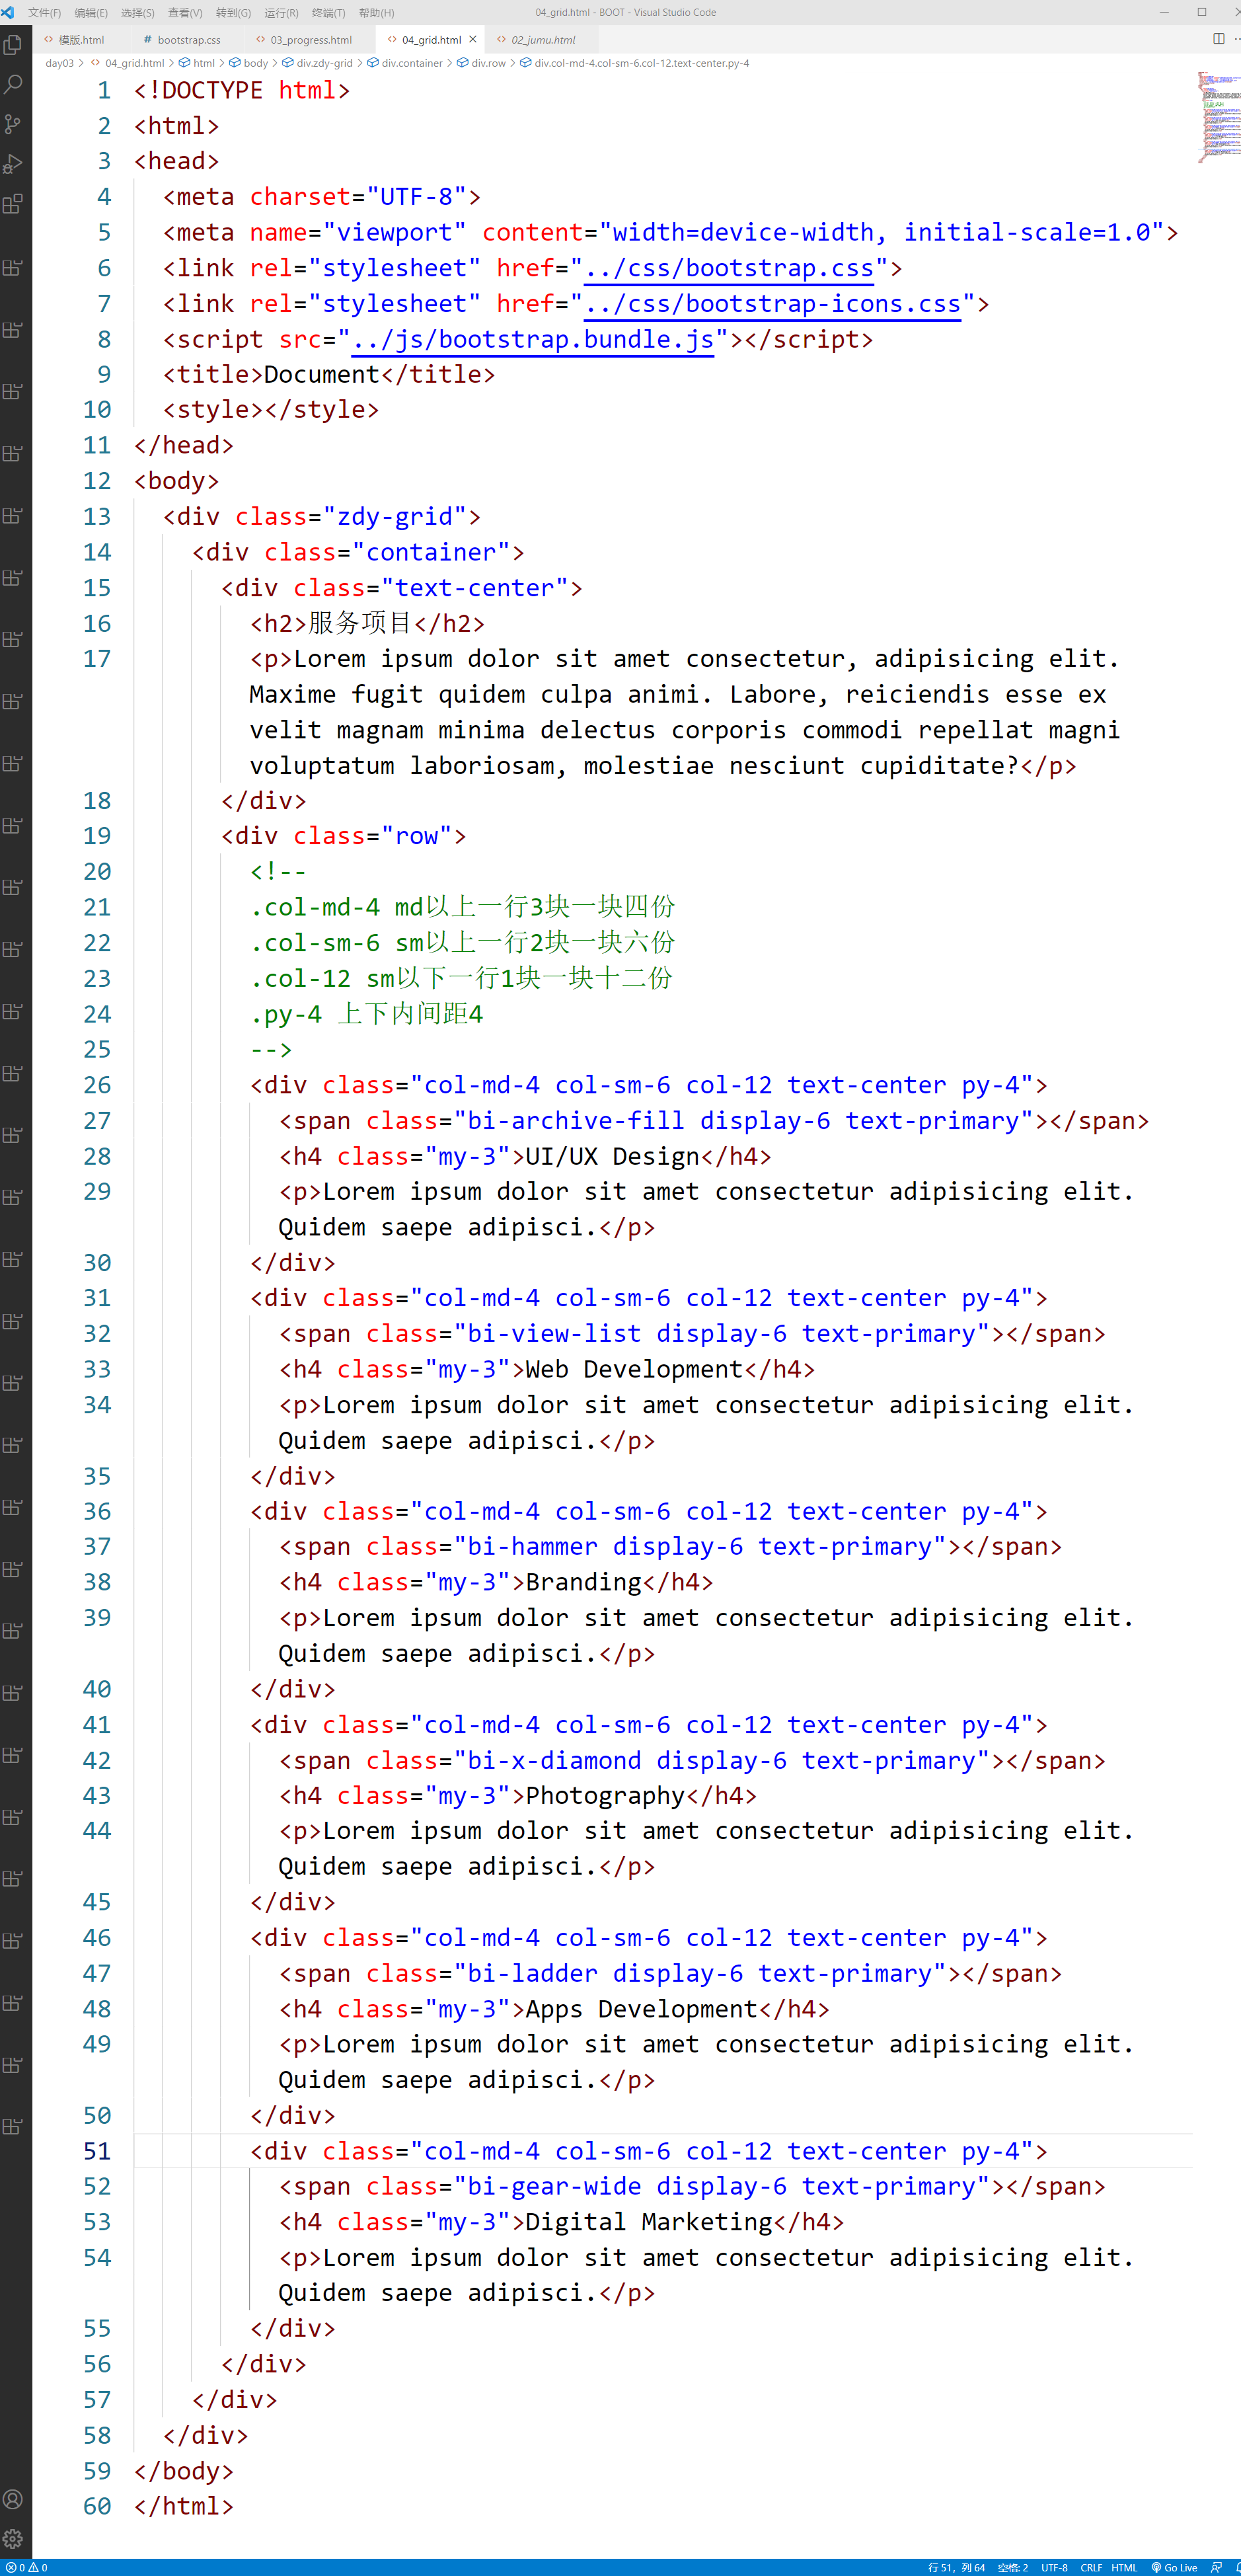 文件(F) 编辑(E) 选择(S) 查看(V) 转到(G) 运行(R) 终端(T) 帮助(H) 04_grid.html - BOOT - Visual Studio Code
模版.html # bootstrap.css 03_progress.html 04_grid.html 02_jumu.html
day03 > 04_grid.html > html > body > div.zdy-grid > div.container > div.row > div.col-md-4.col-sm-6.col-12.text-center.py-4
1 <!DOCTYPE html>
2 <html>
3 <head>
4 <meta charset="UTF-8">
5 <meta name="viewport" content="width=device-width, initial-scale=1.0">
6 <link rel="stylesheet" href="../css/bootstrap.css">
7 <link rel="stylesheet" href="../css/bootstrap-icons.css">
8 <script src="../js/bootstrap.bundle.js"></script>
9 <title>Document</title>
10 <style></style>
11 </head>
12 <body>
13 <div class="zdy-grid">
14 <div class="container">
15 <div class="text-center">
16 <h2>服务项目</h2>
17 <p>Lorem ipsum dolor sit amet consectetur, adipisicing elit.
Maxime fugit quidem culpa animi. Labore, reiciendis esse ex
velit magnam minima delectus corporis commodi repellat magni
voluptatum laboriosam, molestiae nesciunt cupiditate?</p>
18 </div>
19 <div class="row">
20 <!--
21 .col-md-4 md以上一行3块一块四份
22 .col-sm-6 sm以上一行2块一块六份
23 .col-12 sm以下一行1块一块十二份
24 .py-4 上下内间距4
25 -->
26 <div class="col-md-4 col-sm-6 col-12 text-center py-4">
27 <span class="bi-archive-fill display-6 text-primary"></span>
28 <h4 class="my-3">UI/UX Design</h4>
29 <p>Lorem ipsum dolor sit amet consectetur adipisicing elit.
Quidem saepe adipisci.</p>
30 </div>
31 <div class="col-md-4 col-sm-6 col-12 text-center py-4">
32 <span class="bi-view-list display-6 text-primary"></span>
33 <h4 class="my-3">Web Development</h4>
34 <p>Lorem ipsum dolor sit amet consectetur adipisicing elit.
Quidem saepe adipisci.</p>
35 </div>
36 <div class="col-md-4 col-sm-6 col-12 text-center py-4">
37 <span class="bi-hammer display-6 text-primary"></span>
38 <h4 class="my-3">Branding</h4>
39 <p>Lorem ipsum dolor sit amet consectetur adipisicing elit.
Quidem saepe adipisci.</p>
40 </div>
41 <div class="col-md-4 col-sm-6 col-12 text-center py-4">
42 <span class="bi-x-diamond display-6 text-primary"></span>
43 <h4 class="my-3">Photography</h4>
44 <p>Lorem ipsum dolor sit amet consectetur adipisicing elit.
Quidem saepe adipisci.</p>
45 </div>
46 <div class="col-md-4 col-sm-6 col-12 text-center py-4">
47 <span class="bi-ladder display-6 text-primary"></span>
48 <h4 class="my-3">Apps Development</h4>
49 <p>Lorem ipsum dolor sit amet consectetur adipisicing elit.
Quidem saepe adipisci.</p>
50 </div>
51 <div class="col-md-4 col-sm-6 col-12 text-center py-4">
52 <span class="bi-gear-wide display-6 text-primary"></span>
53 <h4 class="my-3">Digital Marketing</h4>
54 <p>Lorem ipsum dolor sit amet consectetur adipisicing elit.
Quidem saepe adipisci.</p>
55 </div>
56 </div>
57 </div>
58 </div>
59 </body>
60 </html>
0 0 行 51，列 64 空格: 2 UTF-8 CRLF HTML Go Live